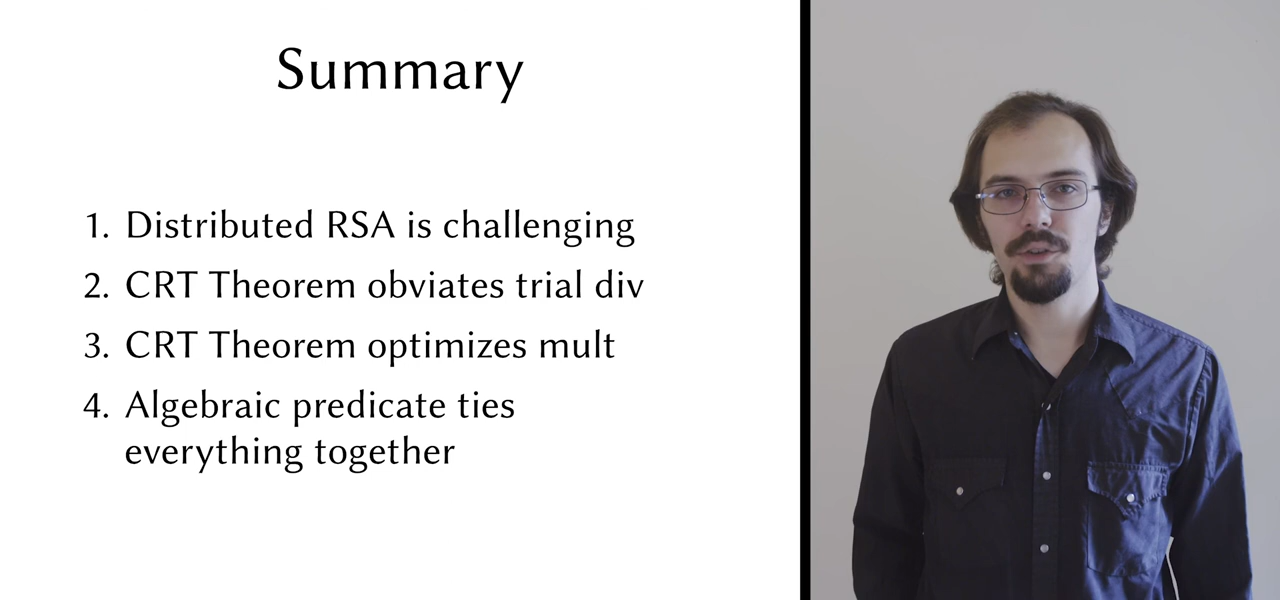 Summary
1. Distributed RSA is challenging
2. CRT Theorem obviates trial div
3. CRT Theorem optimizes mult
4. Algebraic predicate ties
everything together